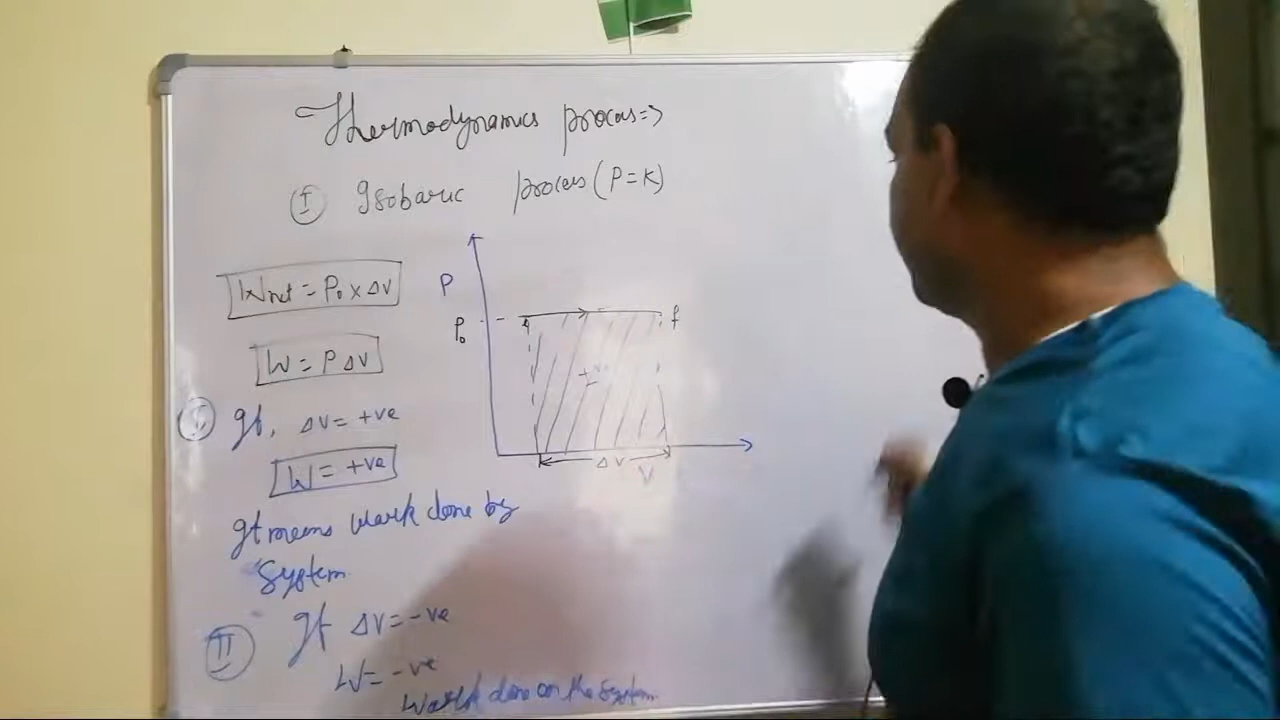 Thermodynamics process=>
I Isobaric process (P=K)
Wnet = P₀ x ΔV
W = P ΔV
I If, ΔV= +ve
W= +ve
It means Work done by
System
II If ΔV= -ve
W= -ve
Work done on the System
P
P₀
f
+
ΔV
V